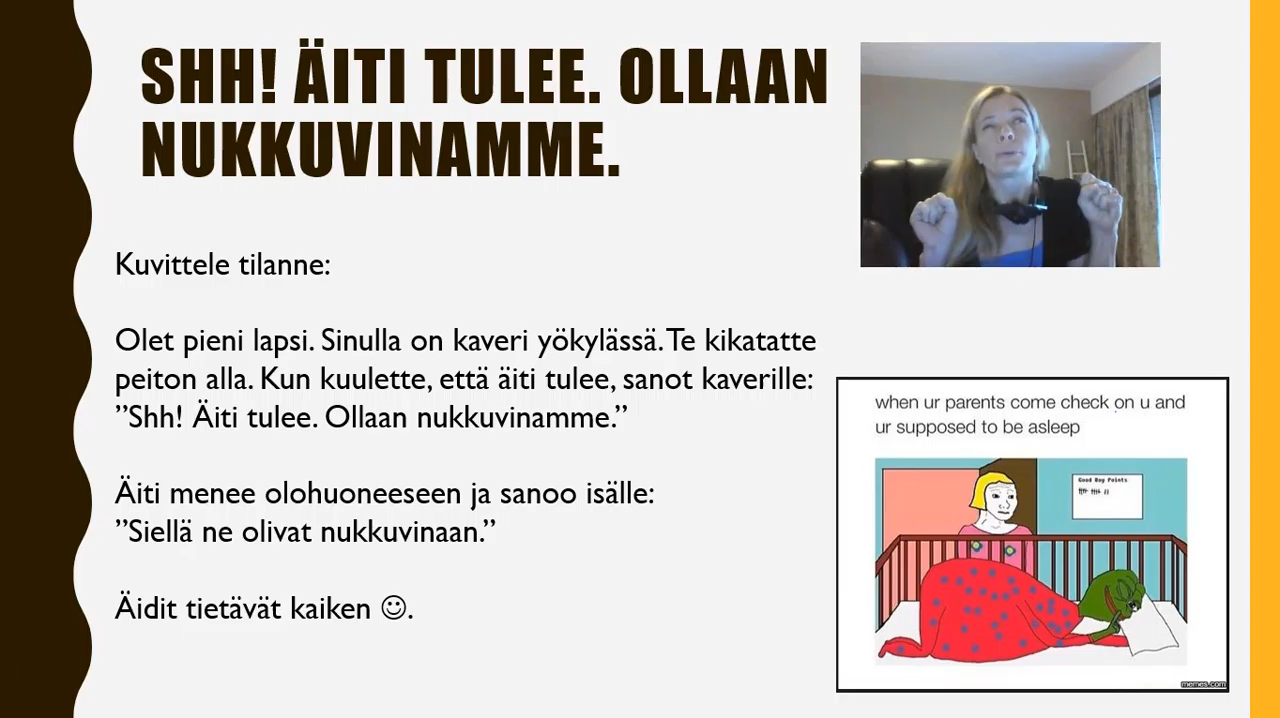 SHH! ÄITI TULEE. OLLAAN
NUKKUVINAMME.
Kuvittele tilanne:
Olet pieni lapsi. Sinulla on kaveri yökylässä. Te kikatatte
peiton alla. Kun kuulette, että äiti tulee, sanot kaverille:
”Shh! Äiti tulee. Ollaan nukkuvinamme.”
Äiti menee olohuoneeseen ja sanoo isälle:
”Siellä ne olivat nukkuvinaan.”
Äidit tietävät kaiken ☺.
when ur parents come check on u and
ur supposed to be asleep
Good Boy Points
memes.com